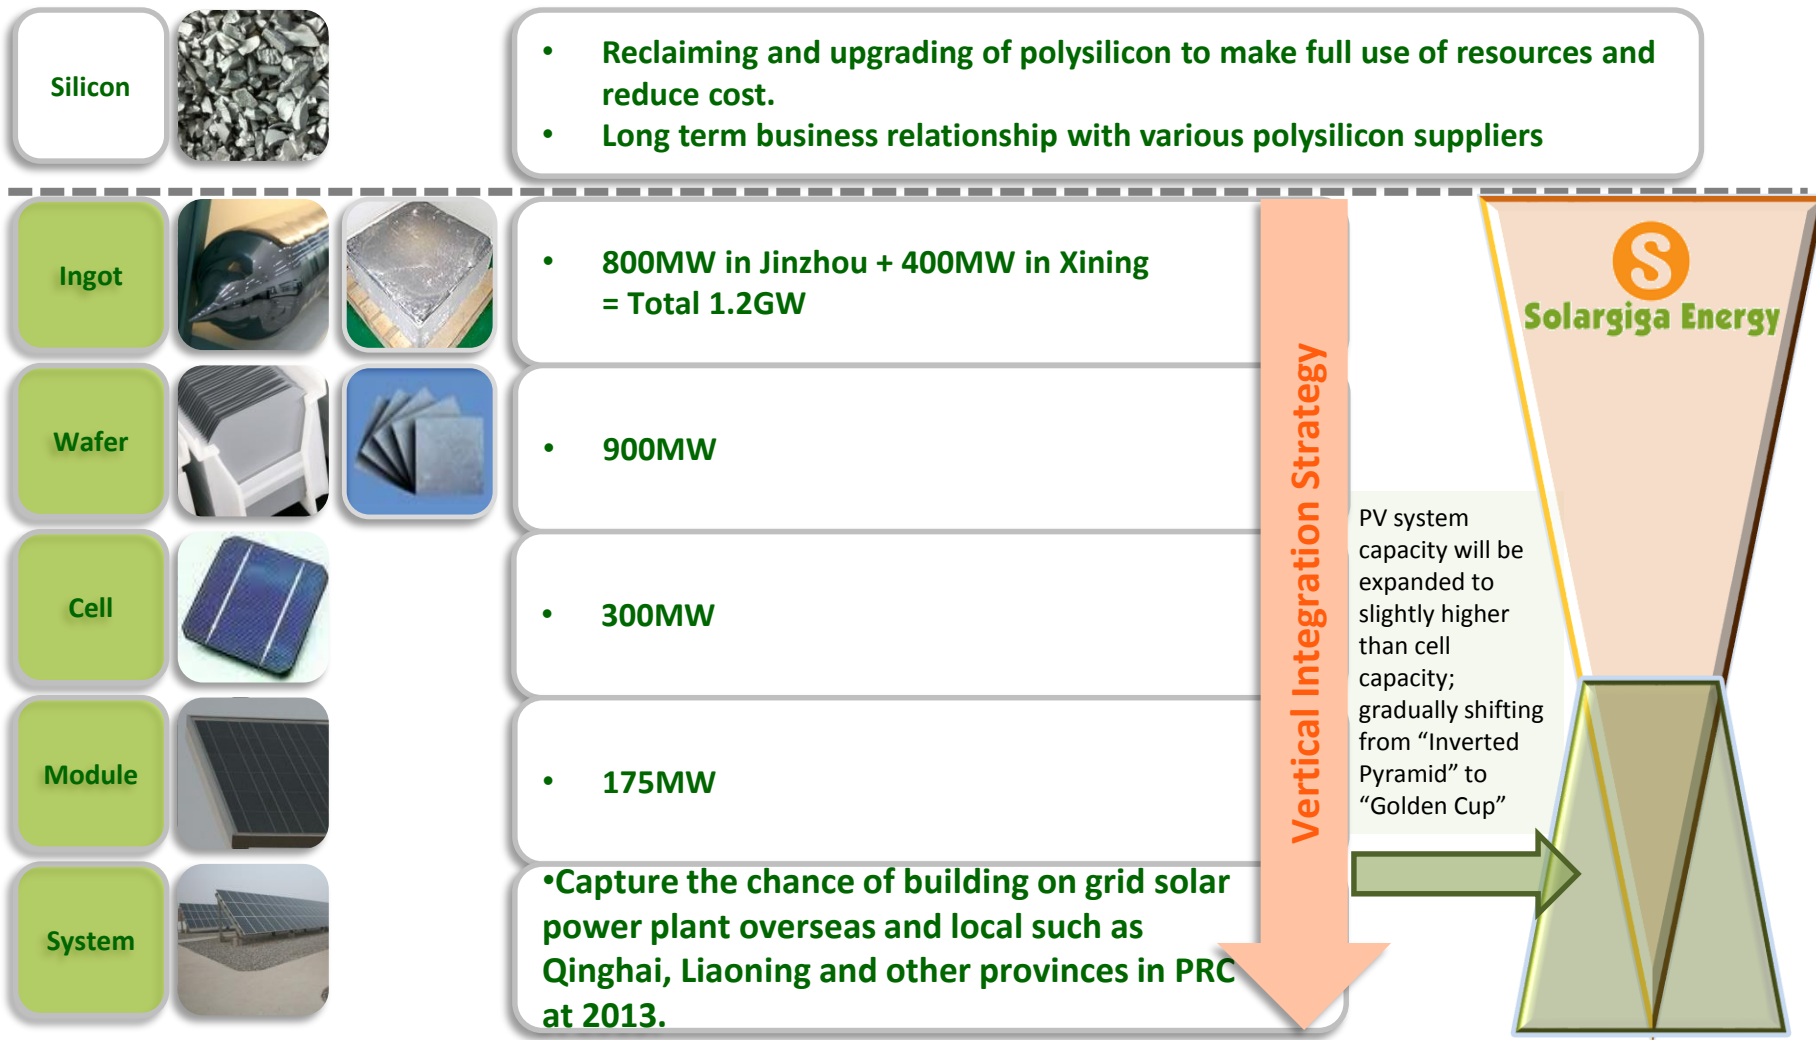 Silicon
• Reclaiming and upgrading of polysilicon to make full use of resources and
reduce cost.
• Long term business relationship with various polysilicon suppliers
Ingot
• 800MW in Jinzhou + 400MW in Xining
= Total 1.2GW
Wafer
• 900MW
Cell
• 300MW
Module
• 175MW
System
•Capture the chance of building on grid solar
power plant overseas and local such as
Qinghai, Liaoning and other provinces in PRC
at 2013.
Vertical Integration Strategy
PV system
capacity will be
expanded to
slightly higher
than cell
capacity;
gradually shifting
from “Inverted
Pyramid” to
“Golden Cup”
S
Solargiga Energy